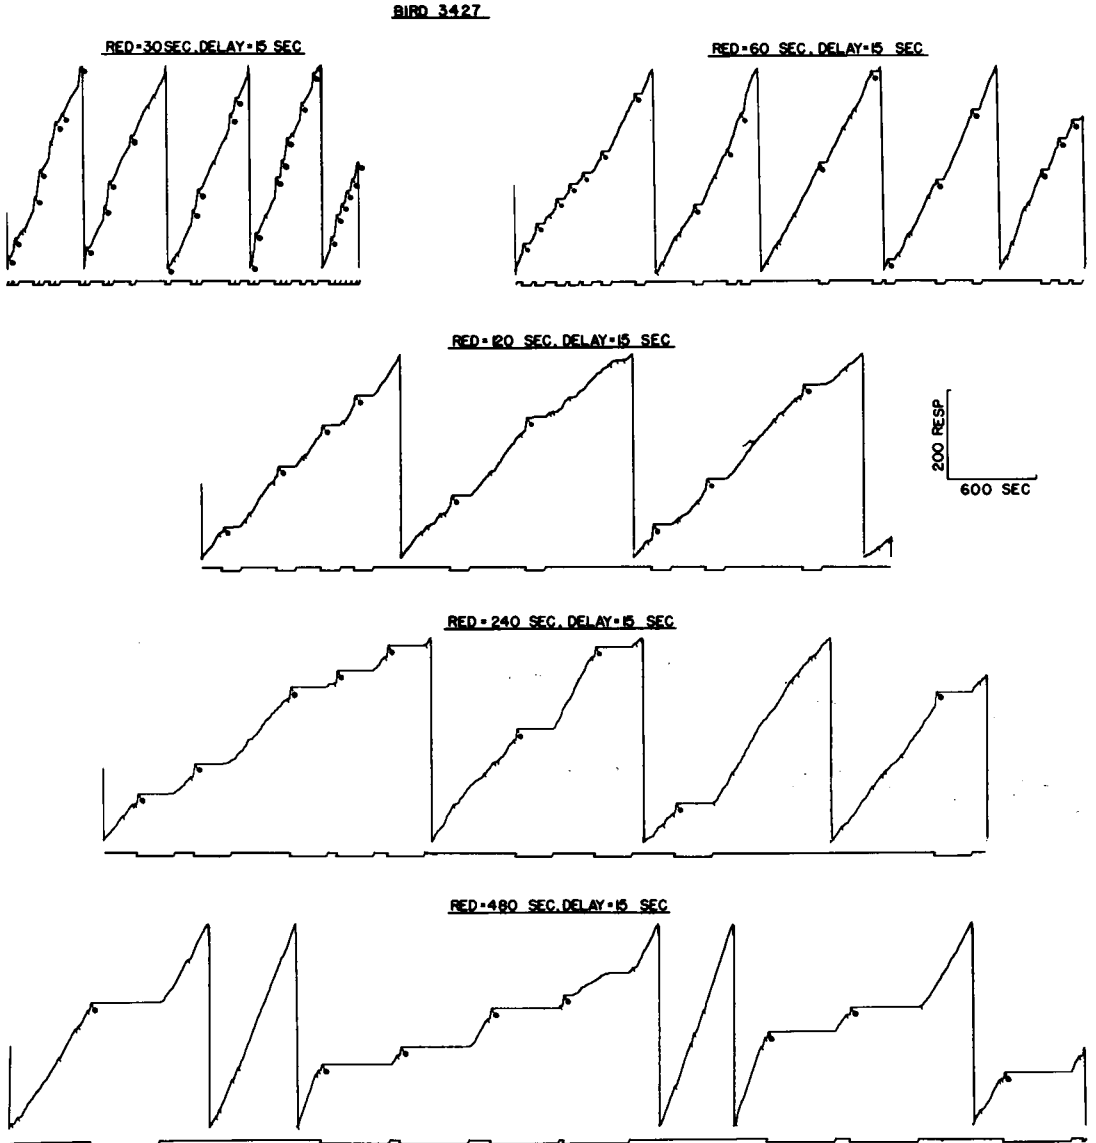 BIRD 3427
RED=30SEC, DELAY=15 SEC
RED=60 SEC, DELAY=15 SEC
RED=120 SEC, DELAY=15 SEC
200 RESP
600 SEC
RED=240 SEC, DELAY=15 SEC
RED=480 SEC, DELAY=15 SEC